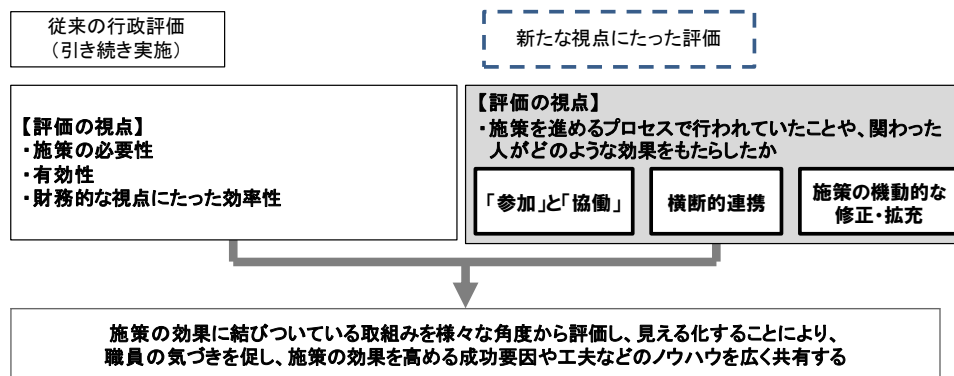 従来の行政評価
（引き続き実施）
新たな視点にたった評価
【評価の視点】
・施策の必要性
・有効性
・財務的な視点にたった効率性
【評価の視点】
・施策を進めるプロセスで行われていたことや、関わった
人がどのような効果をもたらしたか
「参加」と「協働」
横断的連携
施策の機動的な
修正・拡充
施策の効果に結びついている取組みを様々な角度から評価し、見える化することにより、
職員の気づきを促し、施策の効果を高める成功要因や工夫などのノウハウを広く共有する